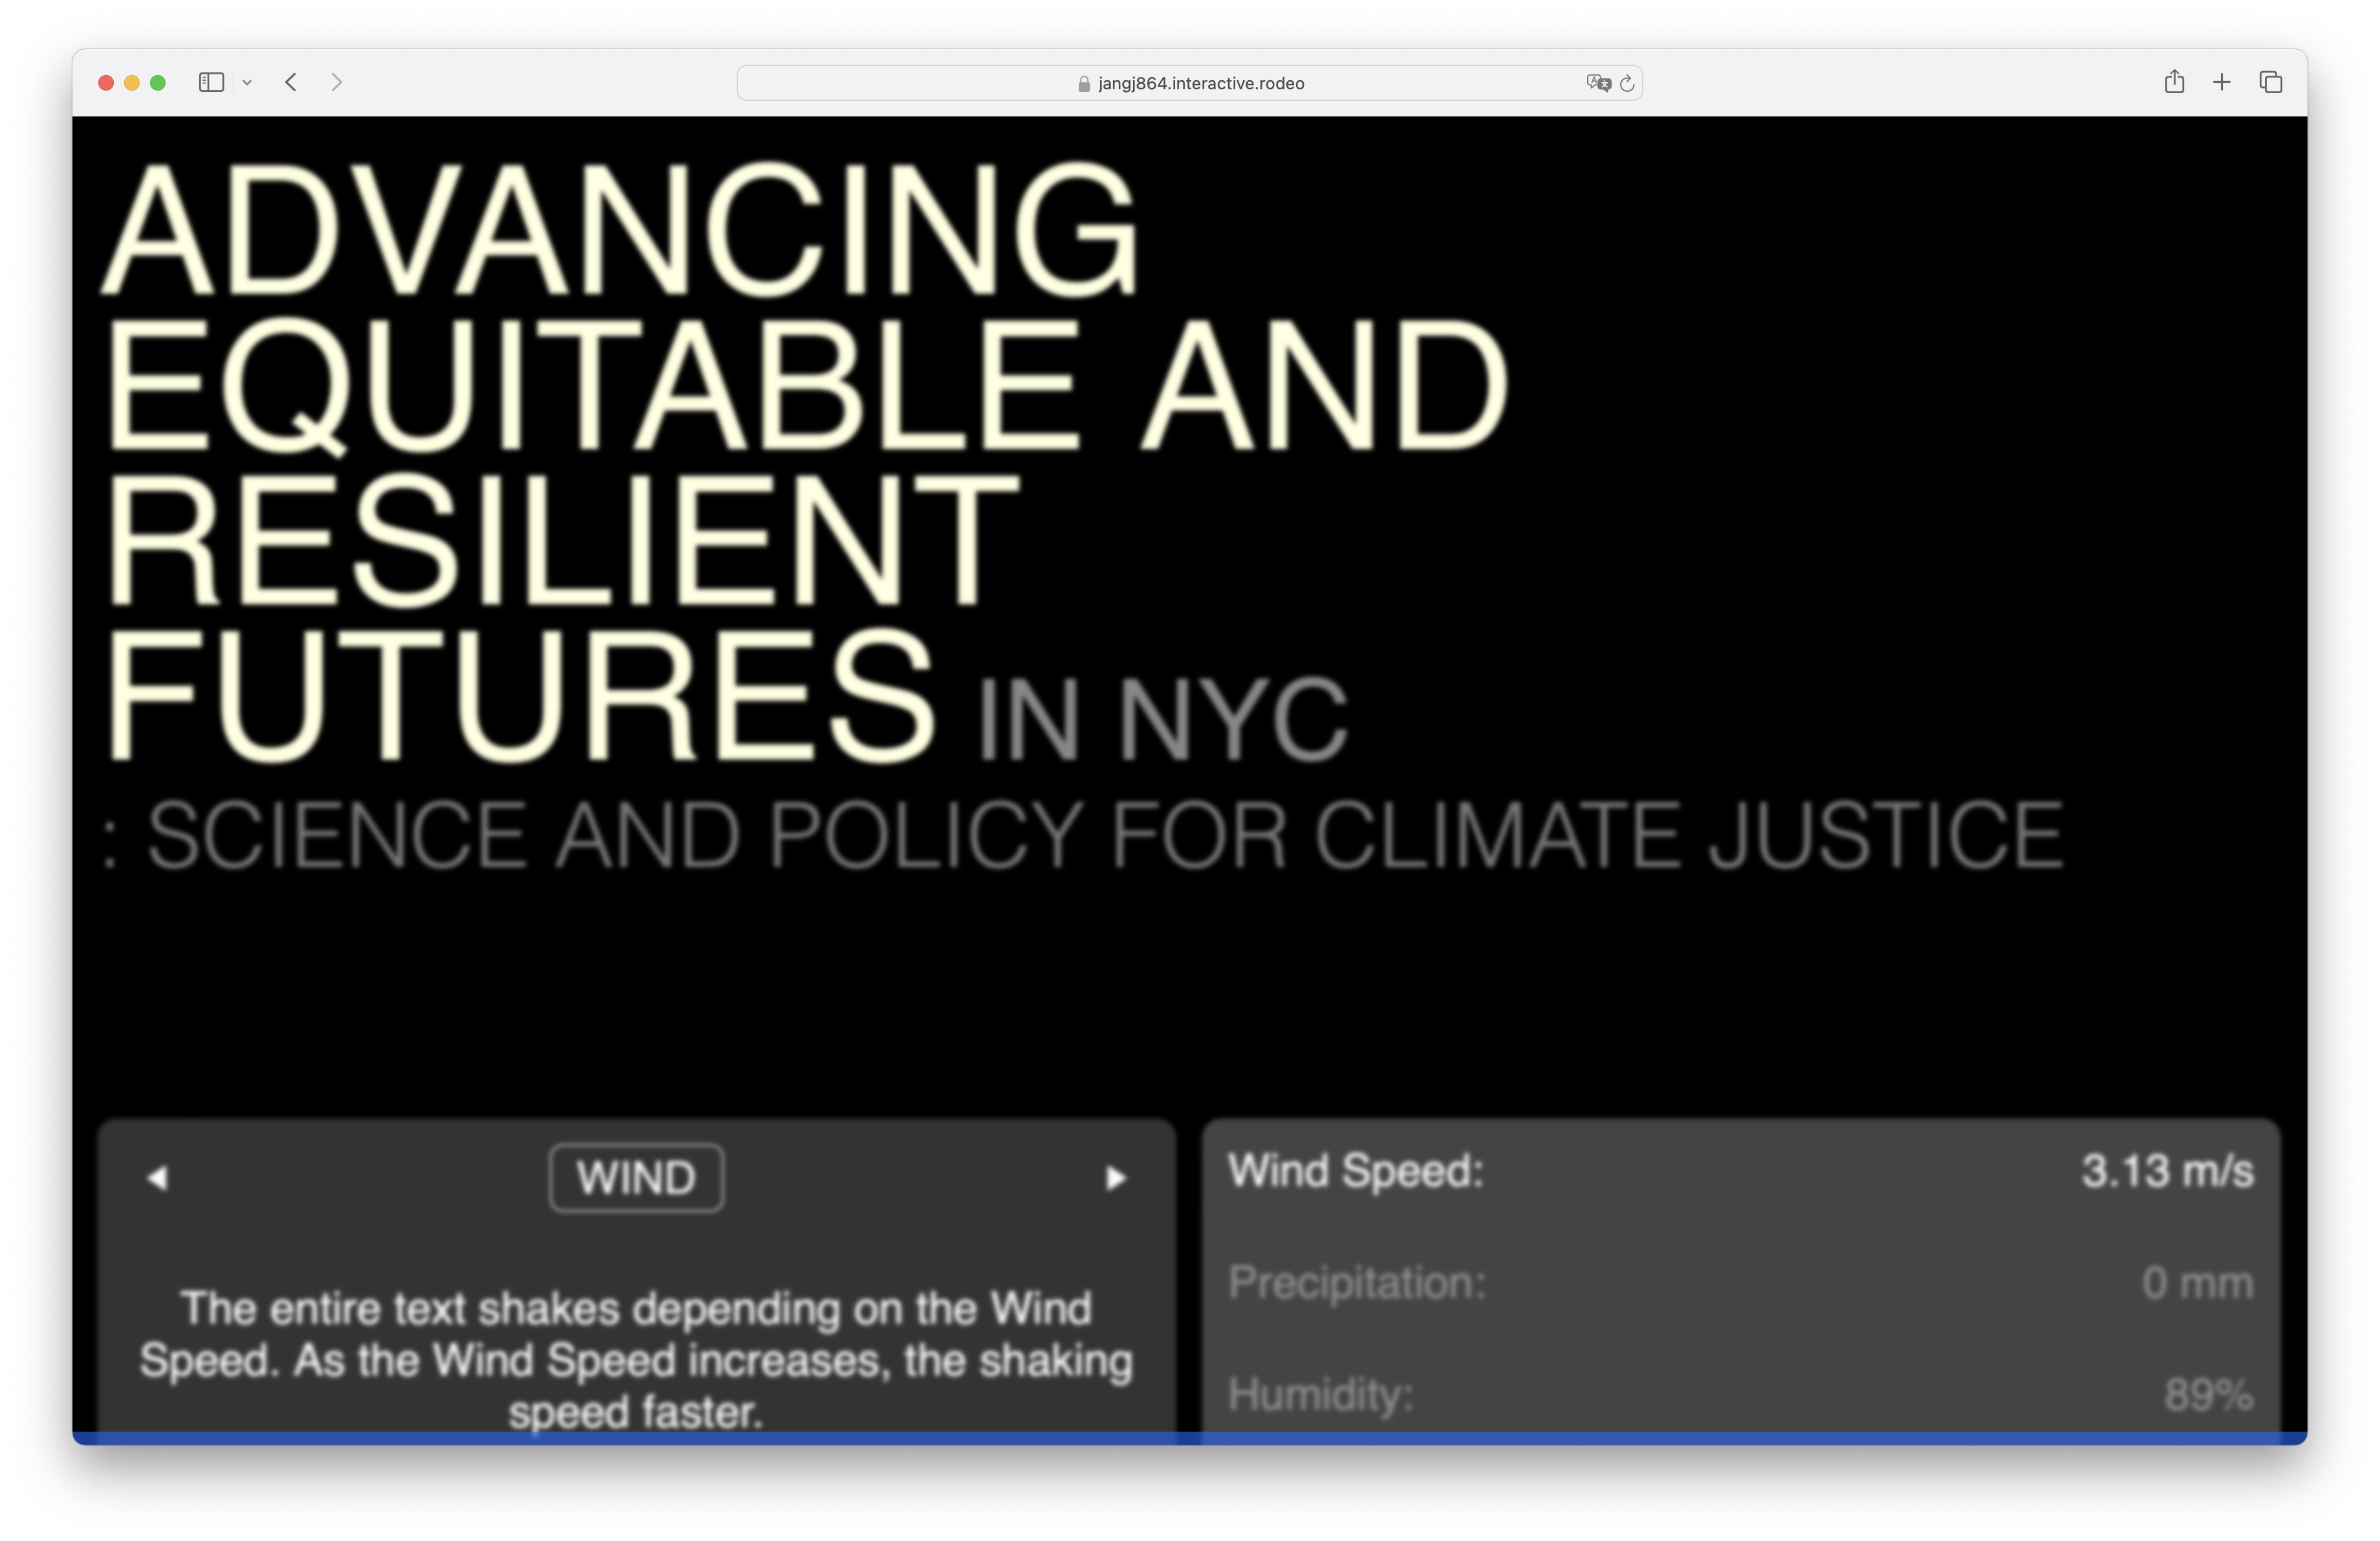 jangj864.interactive.rodeo
ADVANCING
EQUITABLE AND
RESILIENT
FUTURES IN NYC
: SCIENCE AND POLICY FOR CLIMATE JUSTICE
WIND
The entire text shakes depending on the Wind
Speed. As the Wind Speed increases, the shaking
speed faster.
Wind Speed: 3.13 m/s
Precipitation: 0 mm
Humidity: 89%